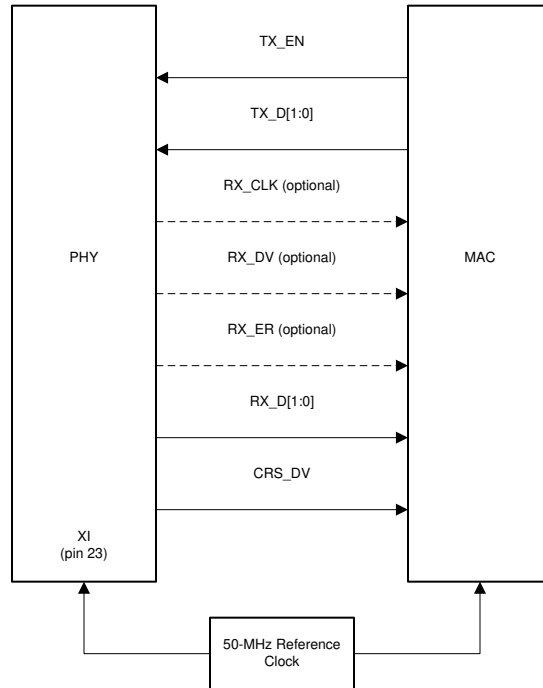 TX_EN
TX_D[1:0]
RX_CLK (optional)
PHY
RX_DV (optional)
MAC
RX_ER (optional)
RX_D[1:0]
CRS_DV
XI
(pin 23)
50-MHz Reference
Clock